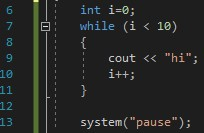 6 int i=0;
7 while (i < 10)
8 {
9 cout << "hi";
10 i++;
11 }
12
13 system("pause");